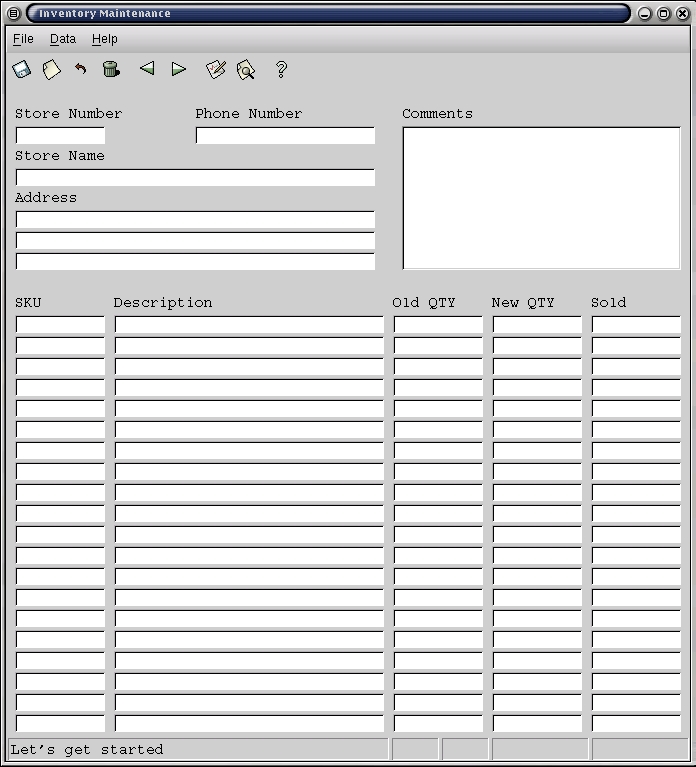 Inventory Maintenance
File Data Help
Store Number Phone Number Comments
Store Name
Address
SKU Description Old QTY New QTY Sold
Let's get started